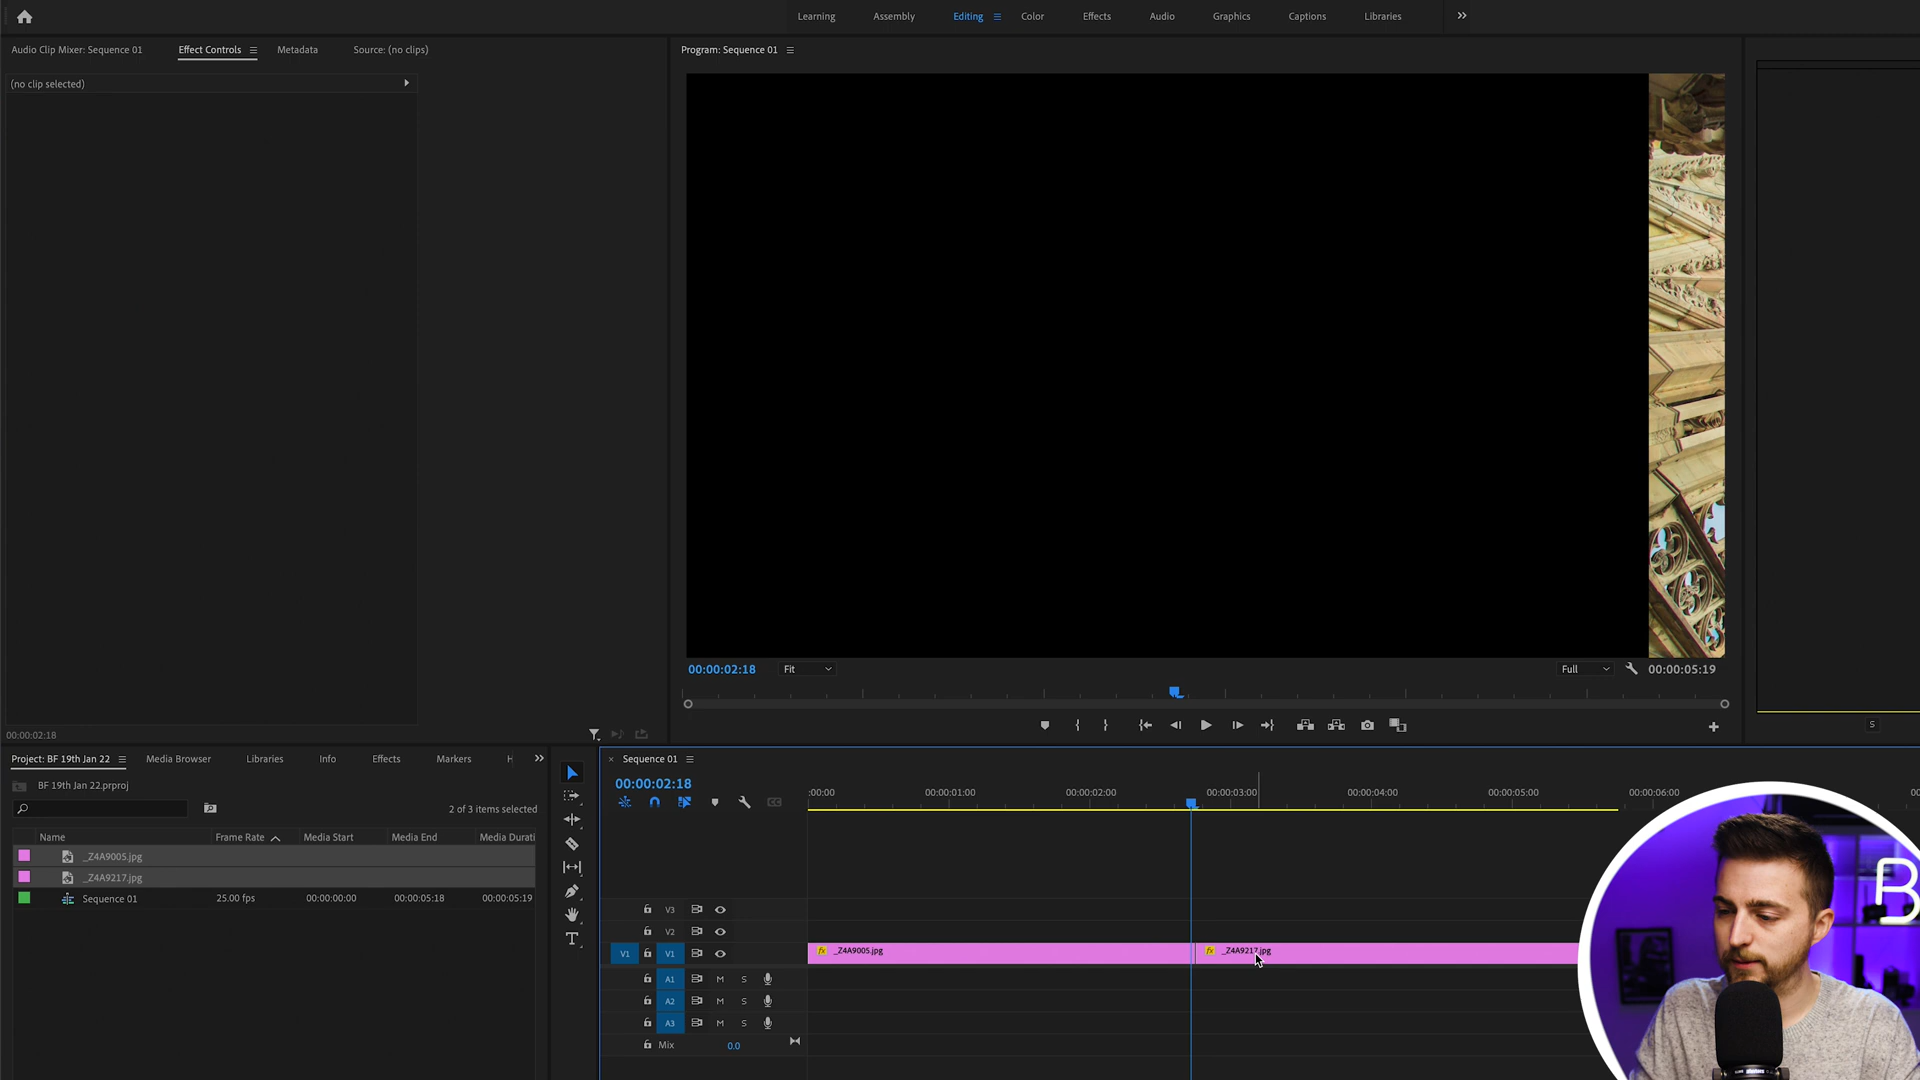 Learning Assembly Editing Color Effects Audio Graphics Captions Libraries
Audio Clip Mixer: Sequence 01 Effect Controls Metadata Source: (no clips)
Program: Sequence 01
(no clip selected)
00:00:02:18 Fit Full 00:00:05:19
S
00:00:02:18
Project: BF 19th Jan 22 Media Browser Libraries Info Effects Markers H
BF 19th Jan 22.prproj
2 of 3 items selected
Name Frame Rate Media Start Media End Media Durati
_Z4A9005.jpg
_Z4A9217.jpg
Sequence 01 25.00 fps 00:00:00:00 00:00:05:18 00:00:05:19
Sequence 01
00:00:02:18
:00:00 00:00:01:00 00:00:02:00 00:00:03:00 00:00:04:00 00:00:05:00 00:00:06:00 00
V3
V2
V1 V1 fx _Z4A9005.jpg fx _Z4A9217.jpg
A1 M S
A2 M S
A3 M S
Mix 0.0
B